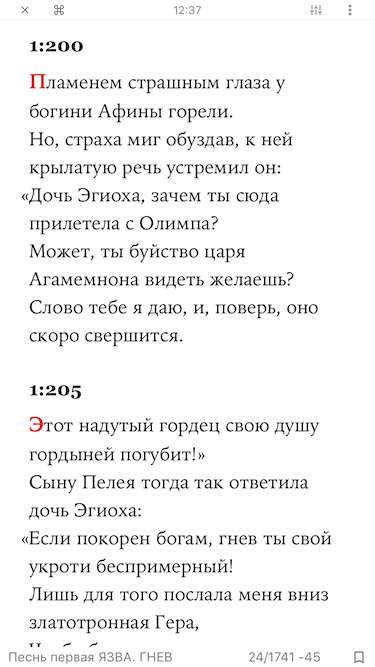 12:37
1:200
Пламенем страшным глаза у
богини Афины горели.
Но, страха миг обуздав, к ней
крылатую речь устремил он:
«Дочь Эгиоха, зачем ты сюда
прилетела с Олимпа?
Может, ты буйство царя
Агамемнона видеть желаешь?
Слово тебе я даю, и, поверь, оно
скоро свершится.
1:205
Этот надутый гордец свою душу
гордыней погубит!»
Сыну Пелея тогда так ответила
дочь Эгиоха:
«Если покорен богам, гнев ты свой
укроти беспримерный!
Лишь для того послала меня вниз
златотронная Гера,
Песнь первая ЯЗВА. ГНЕВ 24/1741 -45